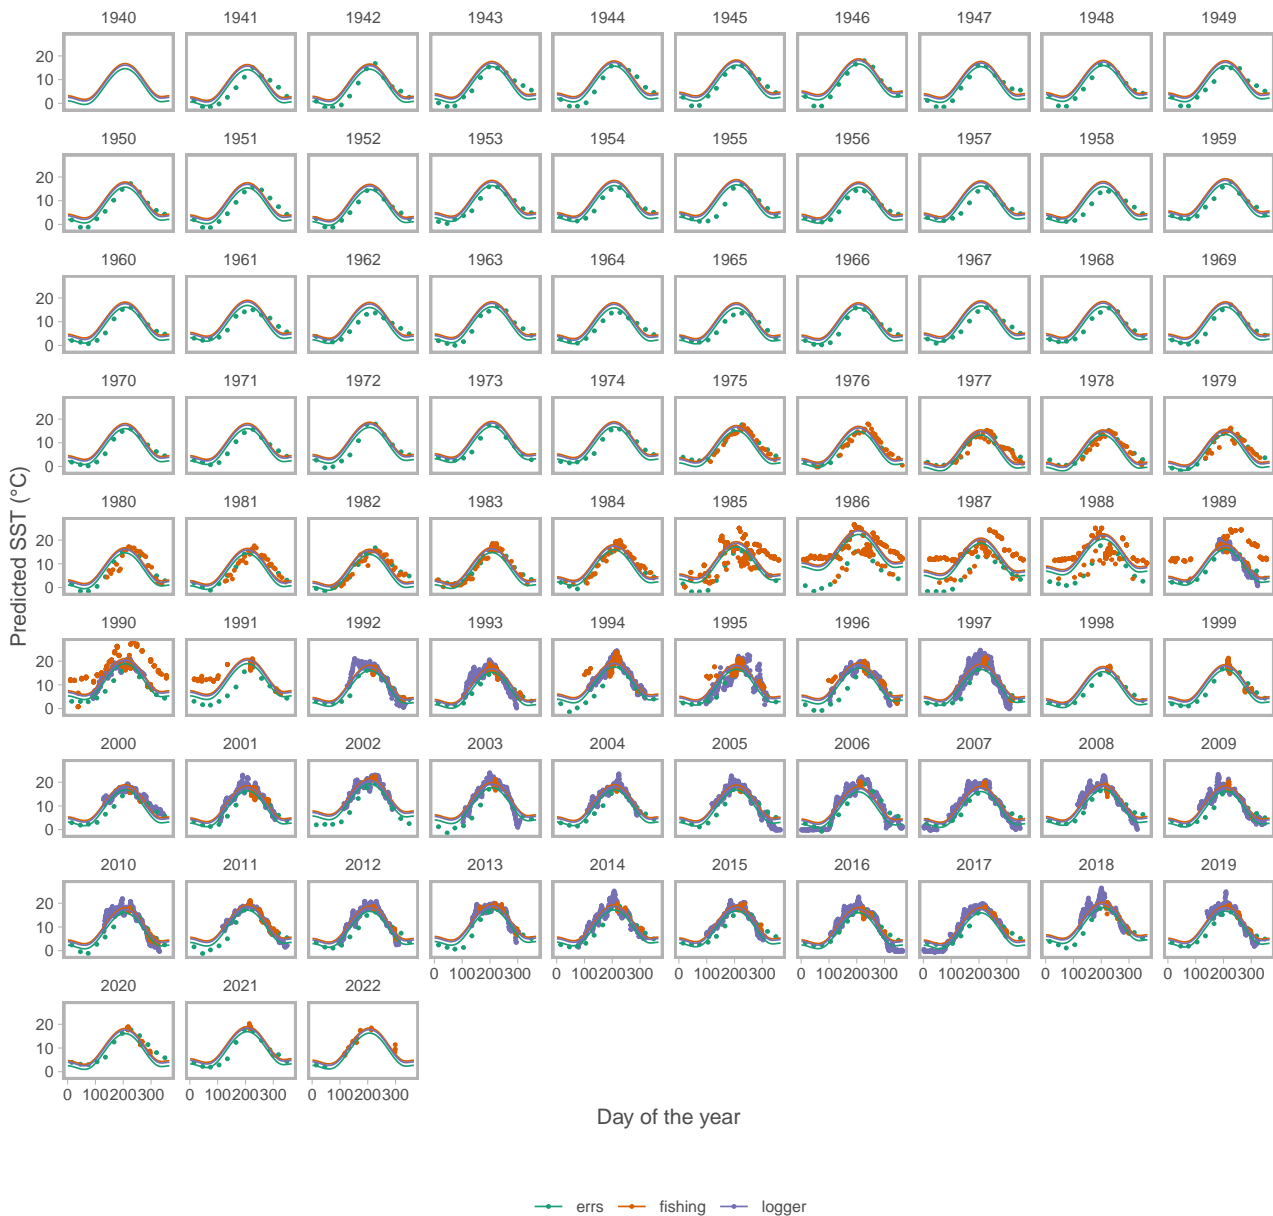 1940 1941 1942 1943 1944 1945 1946 1947 1948 1949
20
10
0
1950 1951 1952 1953 1954 1955 1956 1957 1958 1959
20
10
0
1960 1961 1962 1963 1964 1965 1966 1967 1968 1969
20
10
0
1970 1971 1972 1973 1974 1975 1976 1977 1978 1979
20
10
0
Predicted SST (°C)
1980 1981 1982 1983 1984 1985 1986 1987 1988 1989
20
10
0
1990 1991 1992 1993 1994 1995 1996 1997 1998 1999
20
10
0
2000 2001 2002 2003 2004 2005 2006 2007 2008 2009
20
10
0
2010 2011 2012 2013 2014 2015 2016 2017 2018 2019
20
10
0
0 100200300 0 100200300 0 100200300 0 100200300 0 100200300 0 100200300 0 100200300
2020 2021 2022
20
10
0
0 100200300 0 100200300 0 100200300
Day of the year
errs fishing logger